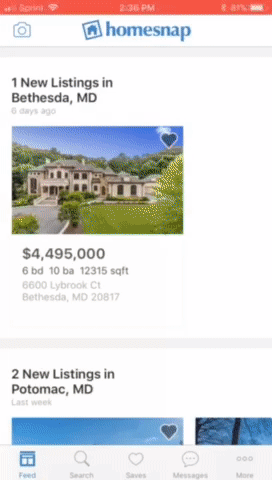 Sprint 2:36 PM 81%
homesnap
1 New Listings in
Bethesda, MD
6 days ago
$4,495,000
6 bd 10 ba 12315 sqft
6600 Lybrook Ct
Bethesda, MD 20817
2 New Listings in
Potomac, MD
Last week
Feed Search Saves Messages More